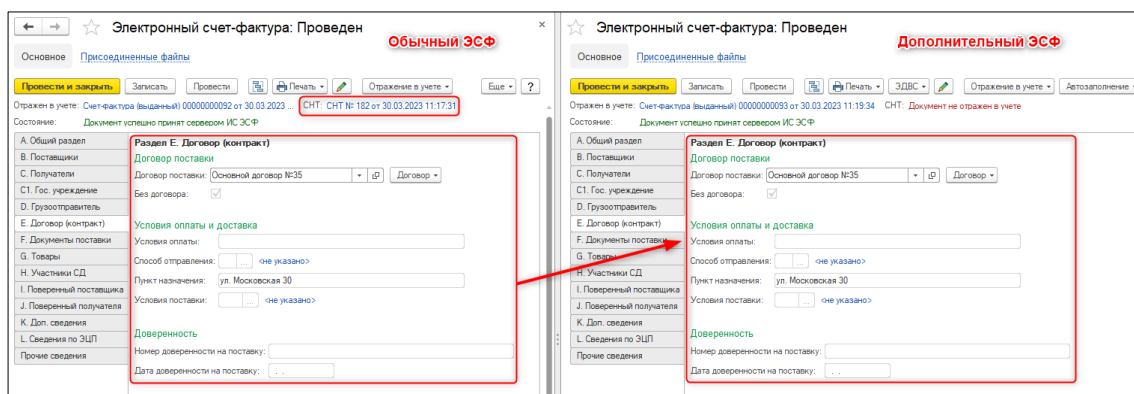 Электронный счет-фактура: Проведен
Обычный ЭСФ
Основное Присоединенные файлы
Провести и закрыть Записать Провести Печать Отражение в учете Еще ?
Отражен в учете: Счет-фактура (выданный) 00000000092 от 30.03.2023 ... СНТ: СНТ № 182 от 30.03.2023 11:17:31
Состояние: Документ успешно принят сервером ИС ЭСФ
A. Общий раздел
B. Поставщики
C. Получатели
C1. Гос. учреждение
D. Грузоотправитель
E. Договор (контракт)
F. Документы поставки
G. Товары
H. Участники СД
I. Поверенный поставщика
J. Поверенный получателя
K. Доп. сведения
L. Сведения по ЭЦП
Прочие сведения
Раздел E. Договор (контракт)
Договор поставки
Договор поставки: Основной договор №35 Договор
Без договора:
Условия оплаты и доставка
Условия оплаты:
Способ отправления: ... <не указано>
Пункт назначения: ул. Московская 30
Условия поставки: ... <не указано>
Доверенность
Номер доверенности на поставку:
Дата доверенности на поставку: . .
Электронный счет-фактура: Проведен
Дополнительный ЭСФ
Основное Присоединенные файлы
Провести и закрыть Записать Провести Печать ЭДВС Отражение в учете Автозаполнение
Отражен в учете: Счет-фактура (выданный) 00000000093 от 30.03.2023 11:19:34 СНТ: Документ не отражен в учете
Состояние: Документ успешно принят сервером ИС ЭСФ
A. Общий раздел
B. Поставщики
C. Получатели
C1. Гос. учреждение
D. Грузоотправитель
E. Договор (контракт)
F. Документы поставки
G. Товары
H. Участники СД
I. Поверенный поставщика
J. Поверенный получателя
K. Доп. сведения
L. Сведения по ЭЦП
Прочие сведения
Раздел E. Договор (контракт)
Договор поставки
Договор поставки: Основной договор №35 Договор
Без договора:
Условия оплаты и доставка
Условия оплаты:
Способ отправления: ... <не указано>
Пункт назначения: ул. Московская 30
Условия поставки: ... <не указано>
Доверенность
Номер доверенности на поставку:
Дата доверенности на поставку: . .